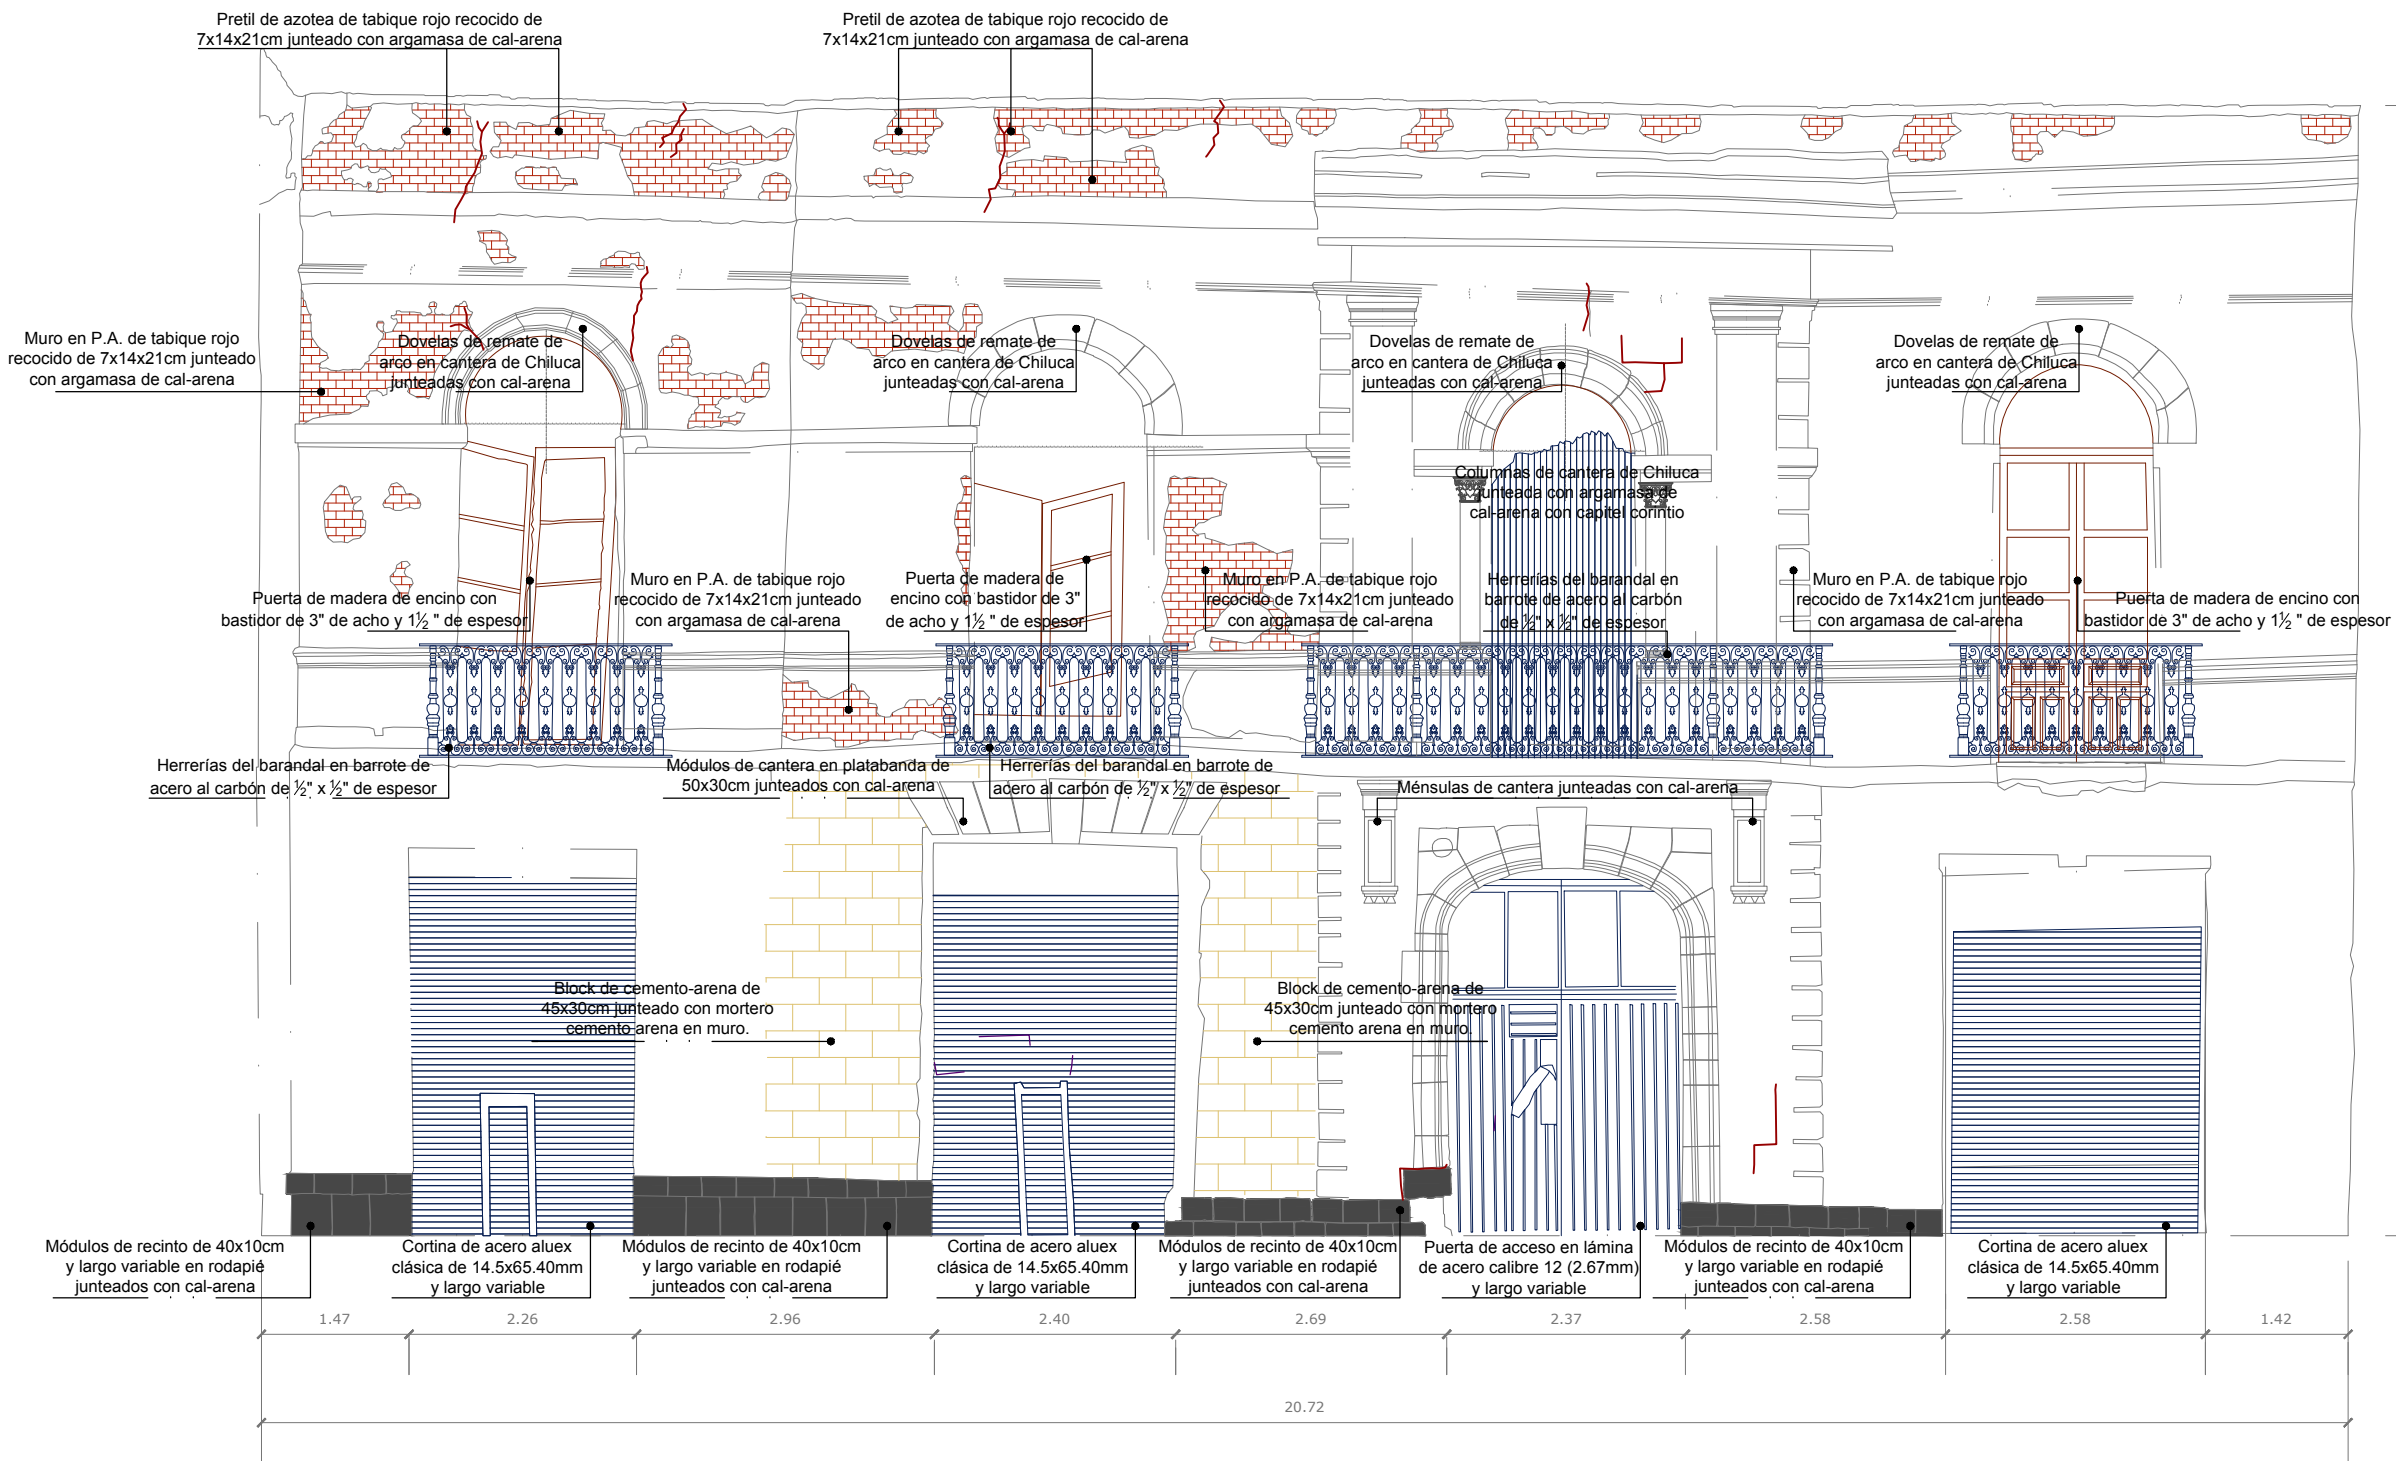 Pretil de azotea de tabique rojo recocido de
7x14x21cm junteado con argamasa de cal-arena
Pretil de azotea de tabique rojo recocido de
7x14x21cm junteado con argamasa de cal-arena
Muro en P.A. de tabique rojo
recocido de 7x14x21cm junteado
con argamasa de cal-arena
Dovelas de remate de
arco en cantera de Chiluca
junteadas con cal-arena
Dovelas de remate de
arco en cantera de Chiluca
junteadas con cal-arena
Dovelas de remate de
arco en cantera de Chiluca
junteadas con cal-arena
Dovelas de remate de
arco en cantera de Chiluca
junteadas con cal-arena
Columnas de cantera de Chiluca
junteada con argamasa de
cal-arena con capitel corintio
Puerta de madera de encino con
bastidor de 3" de acho y 1½ " de espesor
Muro en P.A. de tabique rojo
recocido de 7x14x21cm junteado
con argamasa de cal-arena
Puerta de madera de
encino con bastidor de 3"
de acho y 1½ " de espesor
Muro en P.A. de tabique rojo
recocido de 7x14x21cm junteado
con argamasa de cal-arena
Herrerías del barandal en
barrote de acero al carbón
de ½" x ½" de espesor
Muro en P.A. de tabique rojo
recocido de 7x14x21cm junteado
con argamasa de cal-arena
Puerta de madera de encino con
bastidor de 3" de acho y 1½ " de espesor
Herrerías del barandal en barrote de
acero al carbón de ½" x ½" de espesor
Módulos de cantera en platabanda de
50x30cm junteados con cal-arena
Herrerías del barandal en barrote de
acero al carbón de ½" x ½" de espesor
Ménsulas de cantera junteadas con cal-arena
Block de cemento-arena de
45x30cm junteado con mortero
cemento arena en muro.
Block de cemento-arena de
45x30cm junteado con mortero
cemento arena en muro.
Módulos de recinto de 40x10cm
y largo variable en rodapié
junteados con cal-arena
Cortina de acero aluex
clásica de 14.5x65.40mm
y largo variable
Módulos de recinto de 40x10cm
y largo variable en rodapié
junteados con cal-arena
Cortina de acero aluex
clásica de 14.5x65.40mm
y largo variable
Módulos de recinto de 40x10cm
y largo variable en rodapié
junteados con cal-arena
Puerta de acceso en lámina
de acero calibre 12 (2.67mm)
y largo variable
Módulos de recinto de 40x10cm
y largo variable en rodapié
junteados con cal-arena
Cortina de acero aluex
clásica de 14.5x65.40mm
y largo variable
1.47 2.26 2.96 2.40 2.69 2.37 2.58 2.58 1.42
20.72